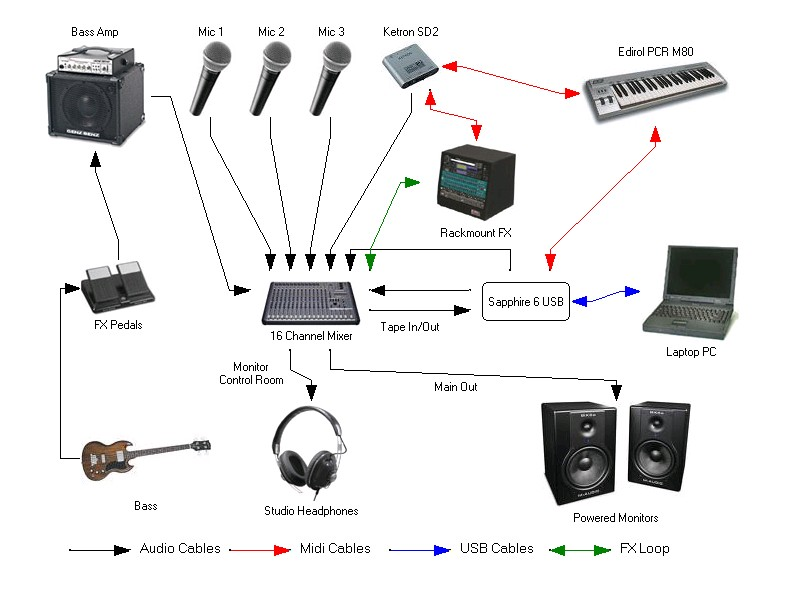 Bass Amp
Mic 1
Mic 2
Mic 3
Ketron SD2
Edirol PCR M80
Rackmount FX
FX Pedals
16 Channel Mixer
Tape In/Out
Sapphire 6 USB
Laptop PC
Monitor
Control Room
Main Out
Bass
Studio Headphones
Powered Monitors
M-AUDIO
M-AUDIO
Audio Cables
Midi Cables
USB Cables
FX Loop